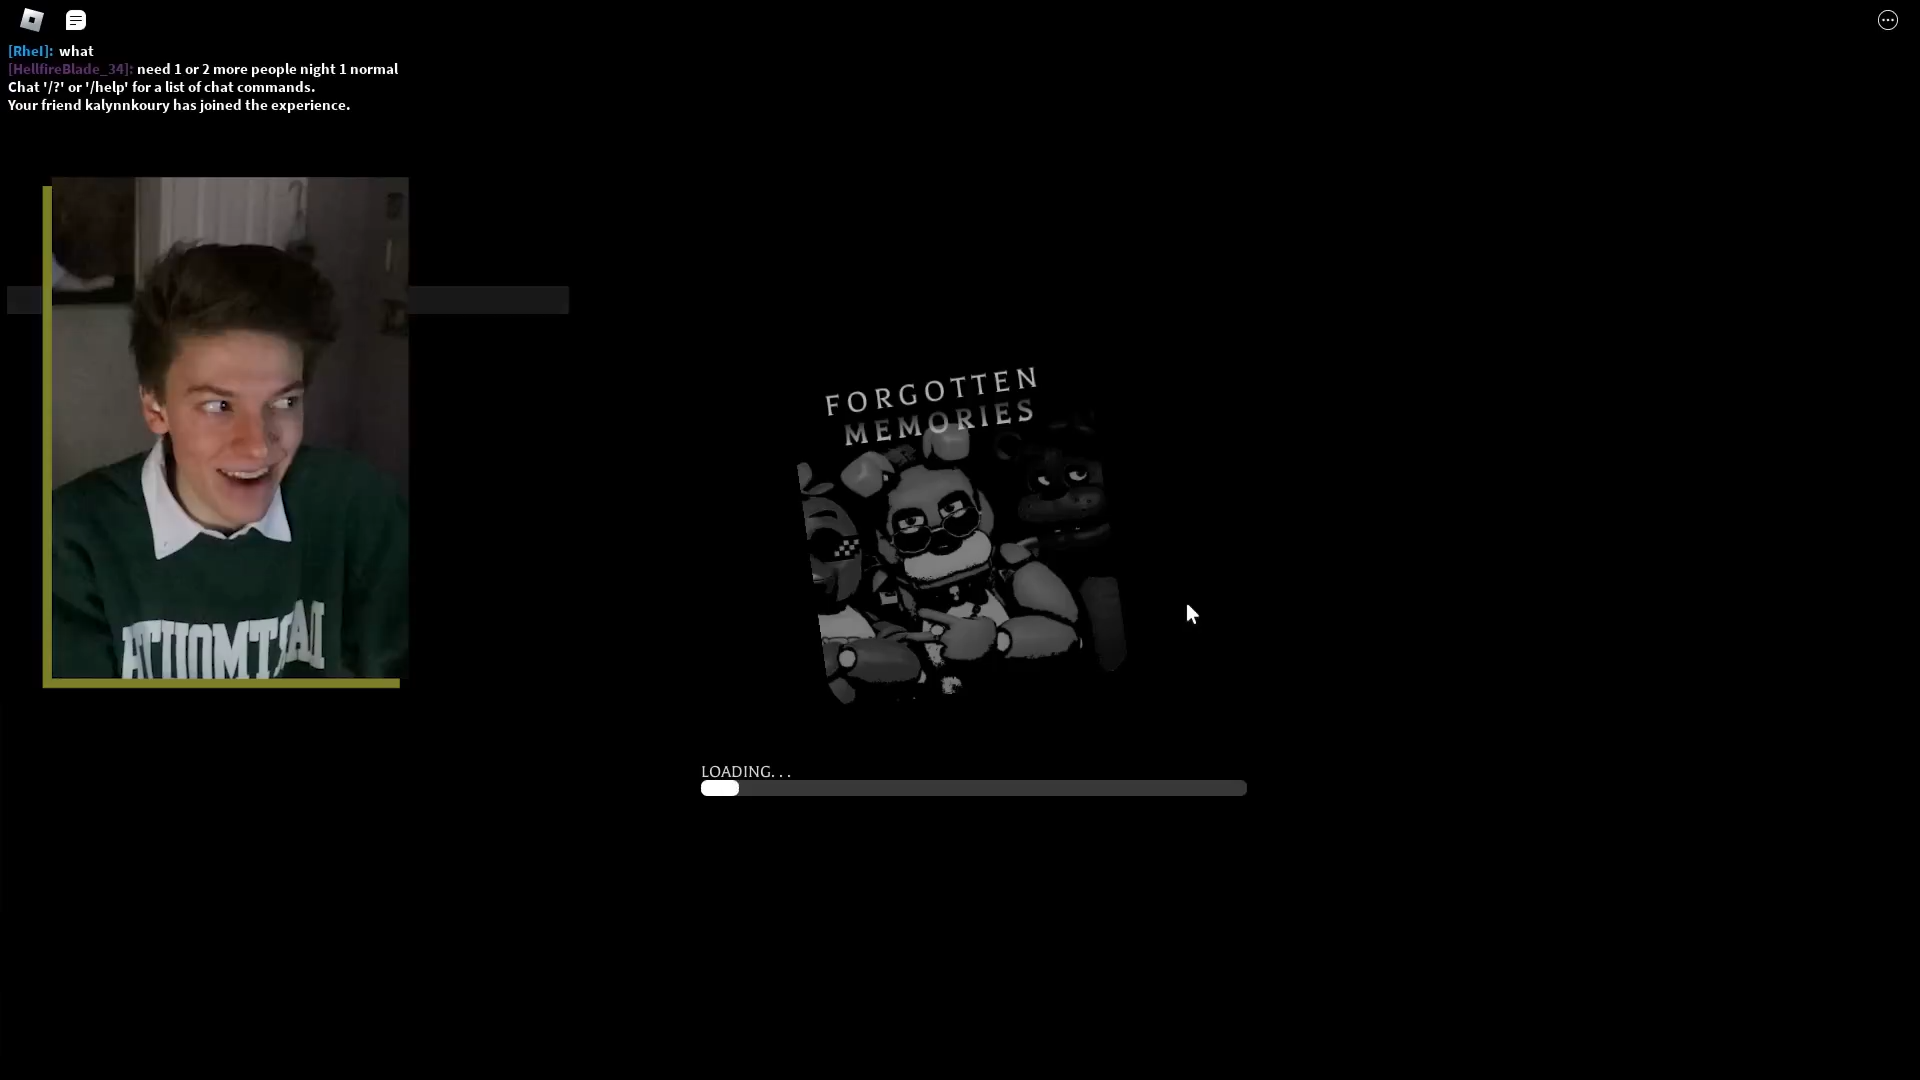 [RheI]: what
[HellfireBlade_34]: need 1 or 2 more people night 1 normal
Chat '/?' or '/help' for a list of chat commands.
Your friend kalynnkoury has joined the experience.
FORGOTTEN
MEMORIES
LOADING. . .